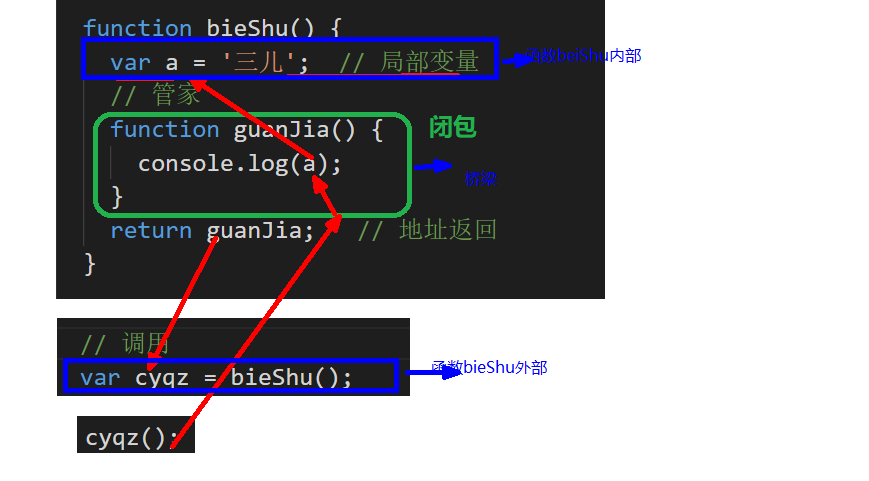 function bieShu() {
var a = '三儿'; // 局部变量
函数beiShu内部
// 管家
function guanJia() {
闭包
console.log(a);
桥梁
}
return guanJia; // 地址返回
}
// 调用
var cyqz = bieShu();
函数bieShu外部
cyqz();